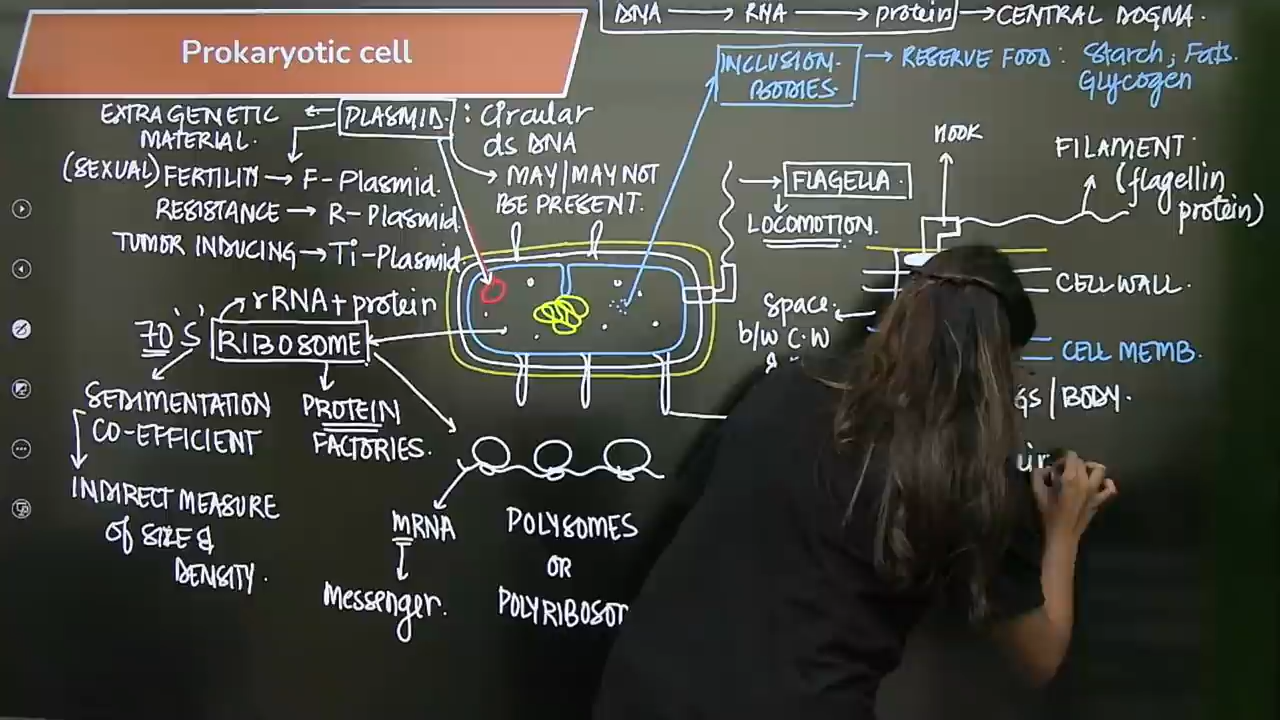 DNA → RNA → protein → CENTRAL DOGMA.
Prokaryotic cell
INCLUSION → RESERVE FOOD : Starch, Fats.
BODIES. Glycogen
EXTRAGENETIC ← PLASMID. : Circular
MATERIAL. ds DNA
(SEXUAL) FERTILITY → F-Plasmid.
→ MAY/MAY NOT
BE PRESENT.
RESISTANCE → R-Plasmid
TUMOR INDUCING → Ti-Plasmid
HOOK
FILAMENT.
(flagellin
protein)
→ FLAGELLA.
LOCOMOTION.
rRNA + protein
70 'S' RIBOSOME
SEDIMENTATION
CO-EFFICIENT
PROTEIN
FACTORIES.
INDIRECT MEASURE
of SIZE &
DENSITY.
mRNA
Messenger.
POLYSOMES
OR
Space
b/w C.W
&
CELL WALL.
CELL MEMB.
/BODY.